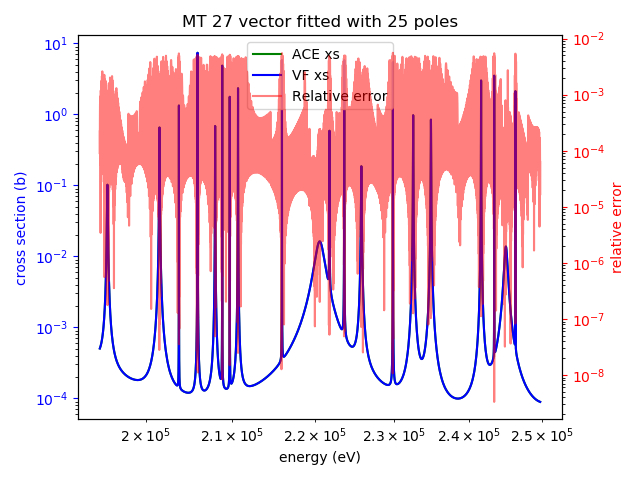 MT 27 vector fitted with 25 poles
ACE xs
VF xs
Relative error
10¹
10⁰
10⁻¹
10⁻²
10⁻³
10⁻⁴
cross section (b)
10⁻²
10⁻³
10⁻⁴
10⁻⁵
10⁻⁶
10⁻⁷
10⁻⁸
relative error
2 × 10⁵ 2.1 × 10⁵ 2.2 × 10⁵ 2.3 × 10⁵ 2.4 × 10⁵ 2.5 × 10⁵
energy (eV)